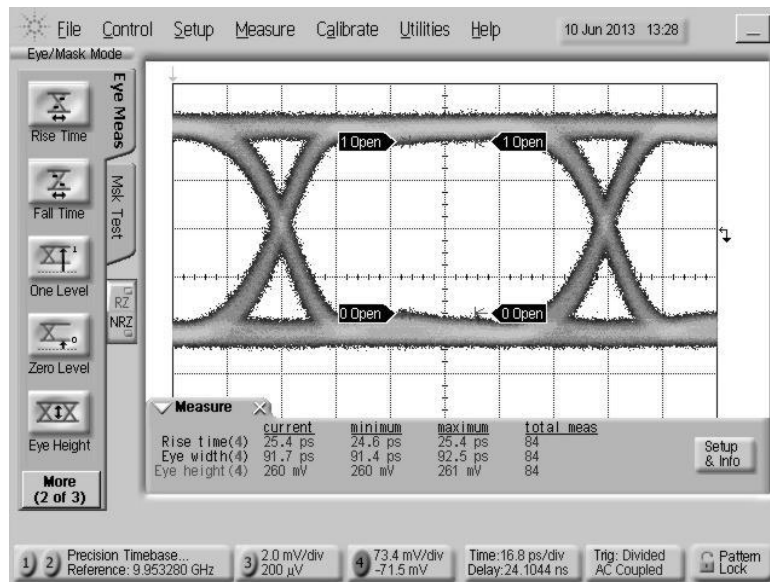 File Control Setup Measure Calibrate Utilities Help 10 Jun 2013 13:28
Eye/Mask Mode
Eye Meas
Msk Test
Rise Time
Fall Time
One Level
Zero Level
Eye Height
More
(2 of 3)
RZ
NRZ
1 Open 1 Open
0 Open 0 Open
Measure
current minimum maximum total meas
Rise time(4) 25.4 ps 24.6 ps 25.4 ps 84
Eye width(4) 91.7 ps 91.4 ps 92.5 ps 84
Eye height(4) 260 mV 260 mV 261 mV 84
Setup
& Info
1 2 Precision Timebase...
Reference: 9.953280 GHz
3 2.0 mV/div
200 µV
4 73.4 mV/div
-71.5 mV
Time:16.8 ps/div
Delay:24.1044 ns
Trig: Divided
AC Coupled
Pattern
Lock